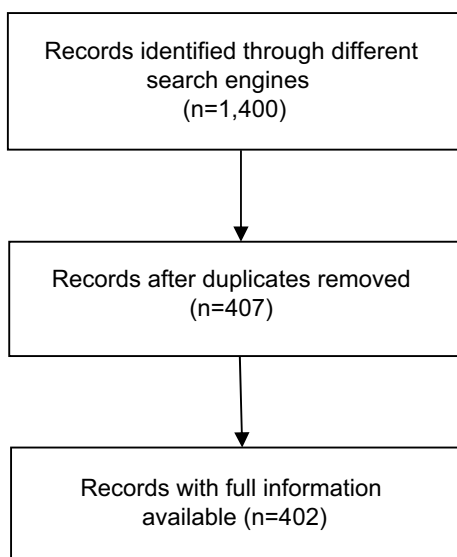 Records identified through different
search engines
(n=1,400)
Records after duplicates removed
(n=407)
Records with full information
available (n=402)